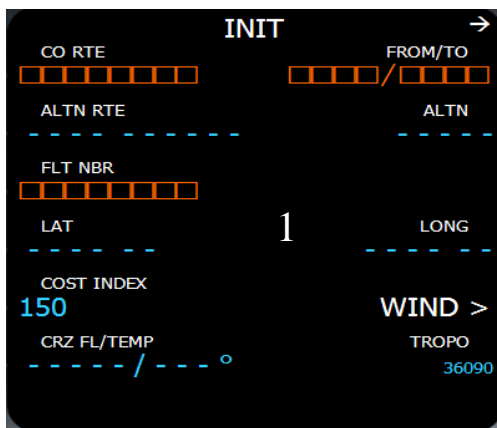 INIT →
CO RTE FROM/TO
□□□□□□□□ □□□□/□□□□
ALTN RTE ALTN
- - - - - - - - - - - - - - -
FLT NBR
□□□□□□□□
LAT 1 LONG
- - - - - - - - - - - -
COST INDEX
150 WIND >
CRZ FL/TEMP TROPO
- - - - - / - - - ° 36090